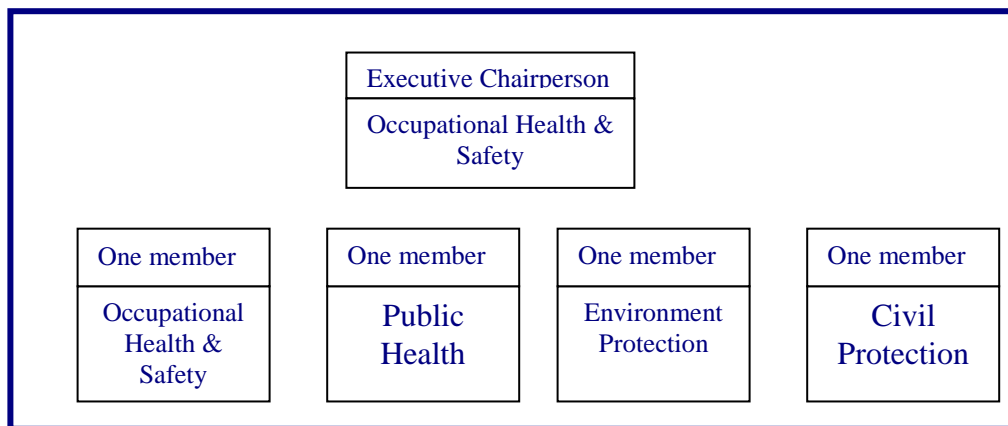 Executive Chairperson
Occupational Health &
Safety
One member
One member
One member
One member
Occupational
Health &
Safety
Public
Health
Environment
Protection
Civil
Protection